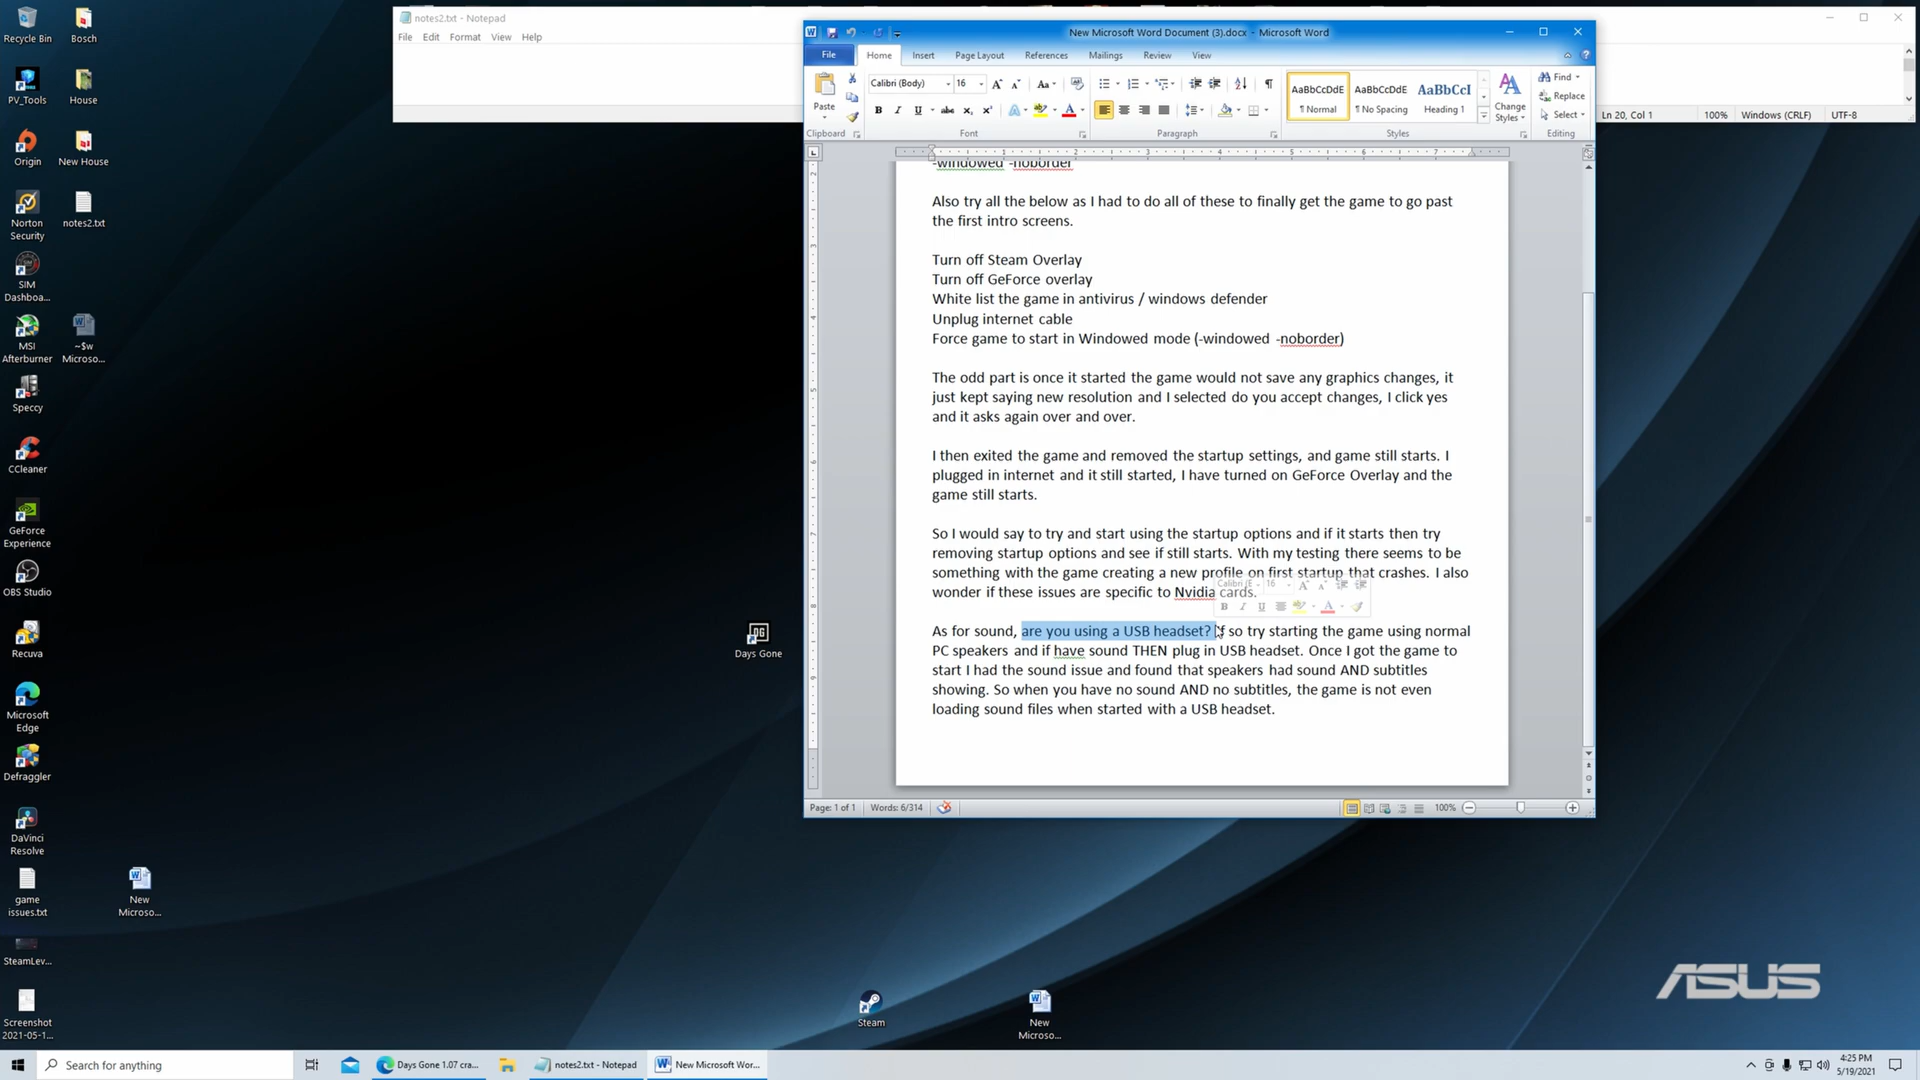 Recycle Bin
Bosch
PV_Tools
House
Origin
New House
Norton
Security
notes2.txt
SIM
Dashboa...
MSI
Afterburner
~$w
Microso...
Speccy
CCleaner
GeForce
Experience
OBS Studio
Recuva
Microsoft
Edge
Defraggler
DaVinci
Resolve
game
issues.txt
New
Microso...
SteamLev...
Screenshot
2021-05-1...
DG
Days Gone
Steam
New
Microso...
notes2.txt - Notepad
File Edit Format View Help
Ln 20, Col 1 100% Windows (CRLF) UTF-8
New Microsoft Word Document (3).docx - Microsoft Word
File Home Insert Page Layout References Mailings Review View
Calibri (Body) 16
Paste
AaBbCcDdE AaBbCcDdE AaBbCcI
¶ Normal ¶ No Spacing Heading 1
Change
Styles
Find
Replace
Select
Clipboard Font Paragraph Styles Editing
-windowed -noborder
Also try all the below as I had to do all of these to finally get the game to go past
the first intro screens.
Turn off Steam Overlay
Turn off GeForce overlay
White list the game in antivirus / windows defender
Unplug internet cable
Force game to start in Windowed mode (-windowed -noborder)
The odd part is once it started the game would not save any graphics changes, it
just kept saying new resolution and I selected do you accept changes, I click yes
and it asks again over and over.
I then exited the game and removed the startup settings, and game still starts. I
plugged in internet and it still started, I have turned on GeForce Overlay and the
game still starts.
So I would say to try and start using the startup options and if it starts then try
removing startup options and see if still starts. With my testing there seems to be
something with the game creating a new profile on first startup that crashes. I also
wonder if these issues are specific to Nvidia cards.
As for sound, are you using a USB headset? If so try starting the game using normal
PC speakers and if have sound THEN plug in USB headset. Once I got the game to
start I had the sound issue and found that speakers had sound AND subtitles
showing. So when you have no sound AND no subtitles, the game is not even
loading sound files when started with a USB headset.
Page: 1 of 1 Words: 6/314 100%
ASUS
Search for anything
Days Gone 1.07 cra...
notes2.txt - Notepad
New Microsoft Wor...
4:25 PM
5/19/2021